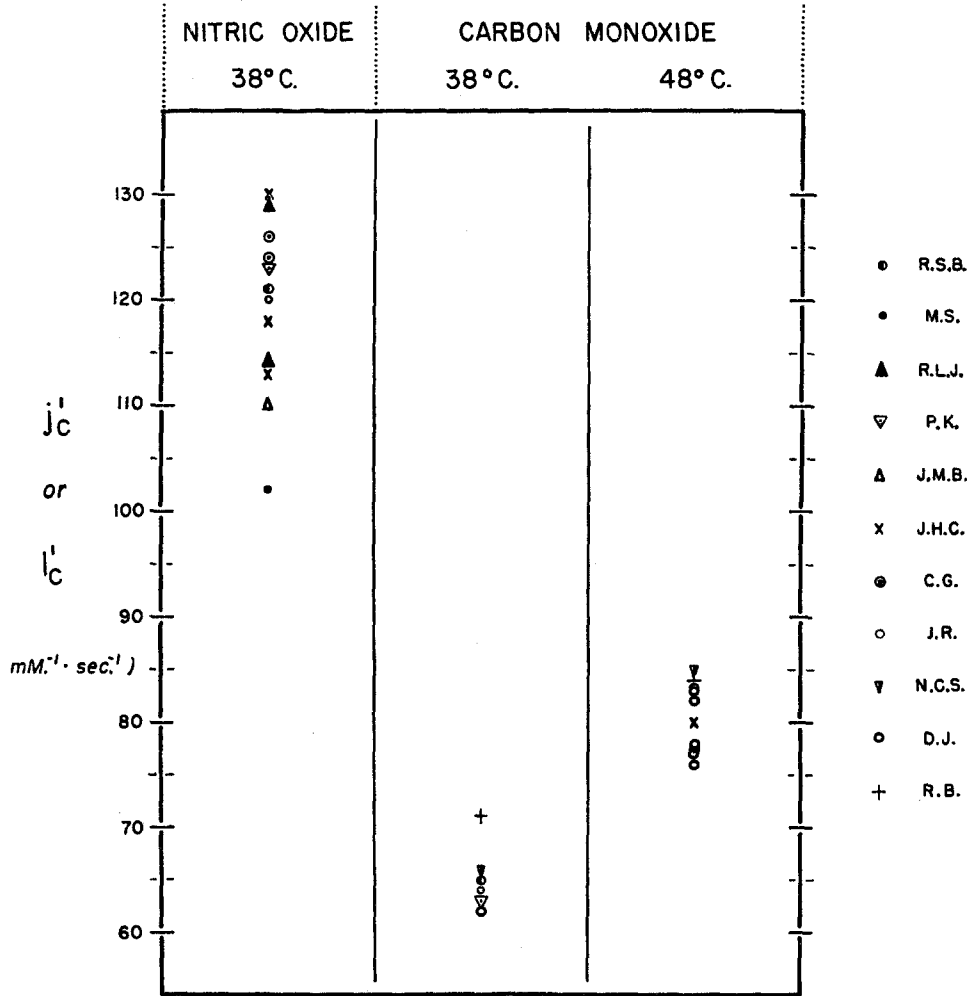 NITRIC OXIDE CARBON MONOXIDE
38°C. 38°C. 48°C.
130
120
110
100
90
80
70
60
j'c
or
l'c
mM.⁻¹ · sec.⁻¹)
R.S.B.
M.S.
R.L.J.
P.K.
J.M.B.
J.H.C.
C.G.
J.R.
N.C.S.
D.J.
R.B.